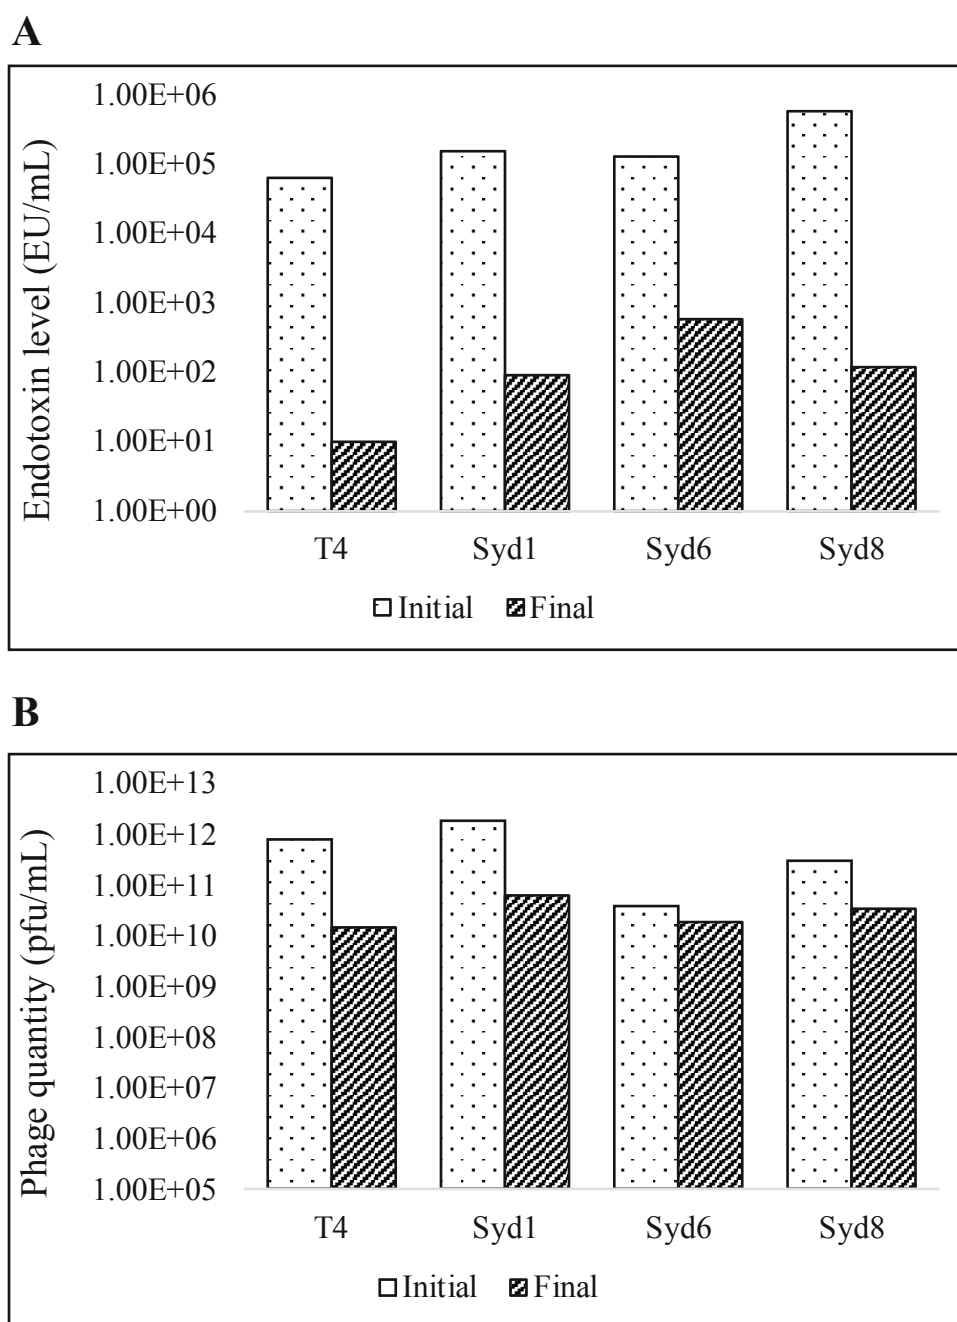 A
Endotoxin level (EU/mL)
1.00E+06
1.00E+05
1.00E+04
1.00E+03
1.00E+02
1.00E+01
1.00E+00
T4 Syd1 Syd6 Syd8
Initial Final
B
Phage quantity (pfu/mL)
1.00E+13
1.00E+12
1.00E+11
1.00E+10
1.00E+09
1.00E+08
1.00E+07
1.00E+06
1.00E+05
T4 Syd1 Syd6 Syd8
Initial Final